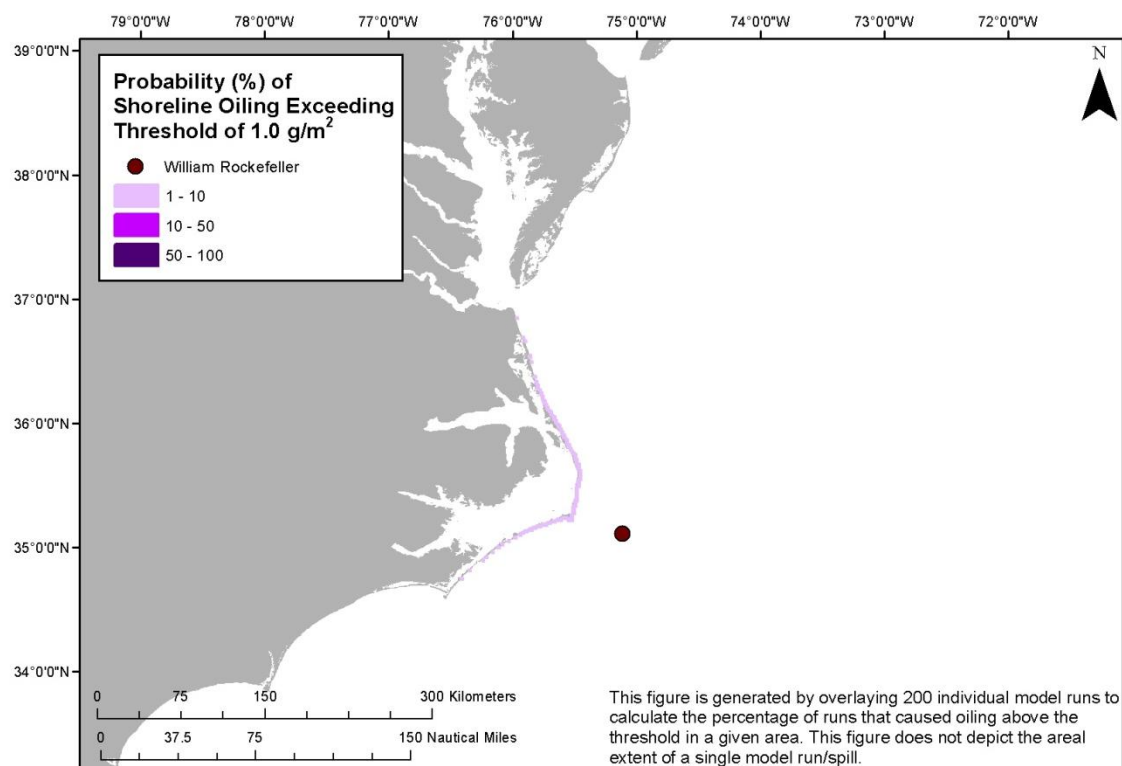 79°0'0"W 78°0'0"W 77°0'0"W 76°0'0"W 75°0'0"W 74°0'0"W 73°0'0"W 72°0'0"W
39°0'0"N
38°0'0"N
37°0'0"N
36°0'0"N
35°0'0"N
34°0'0"N
Probability (%) of
Shoreline Oiling Exceeding
Threshold of 1.0 g/m²
William Rockefeller
1 - 10
10 - 50
50 - 100
N
0 75 150 300 Kilometers
0 37.5 75 150 Nautical Miles
This figure is generated by overlaying 200 individual model runs to
calculate the percentage of runs that caused oiling above the
threshold in a given area. This figure does not depict the areal
extent of a single model run/spill.